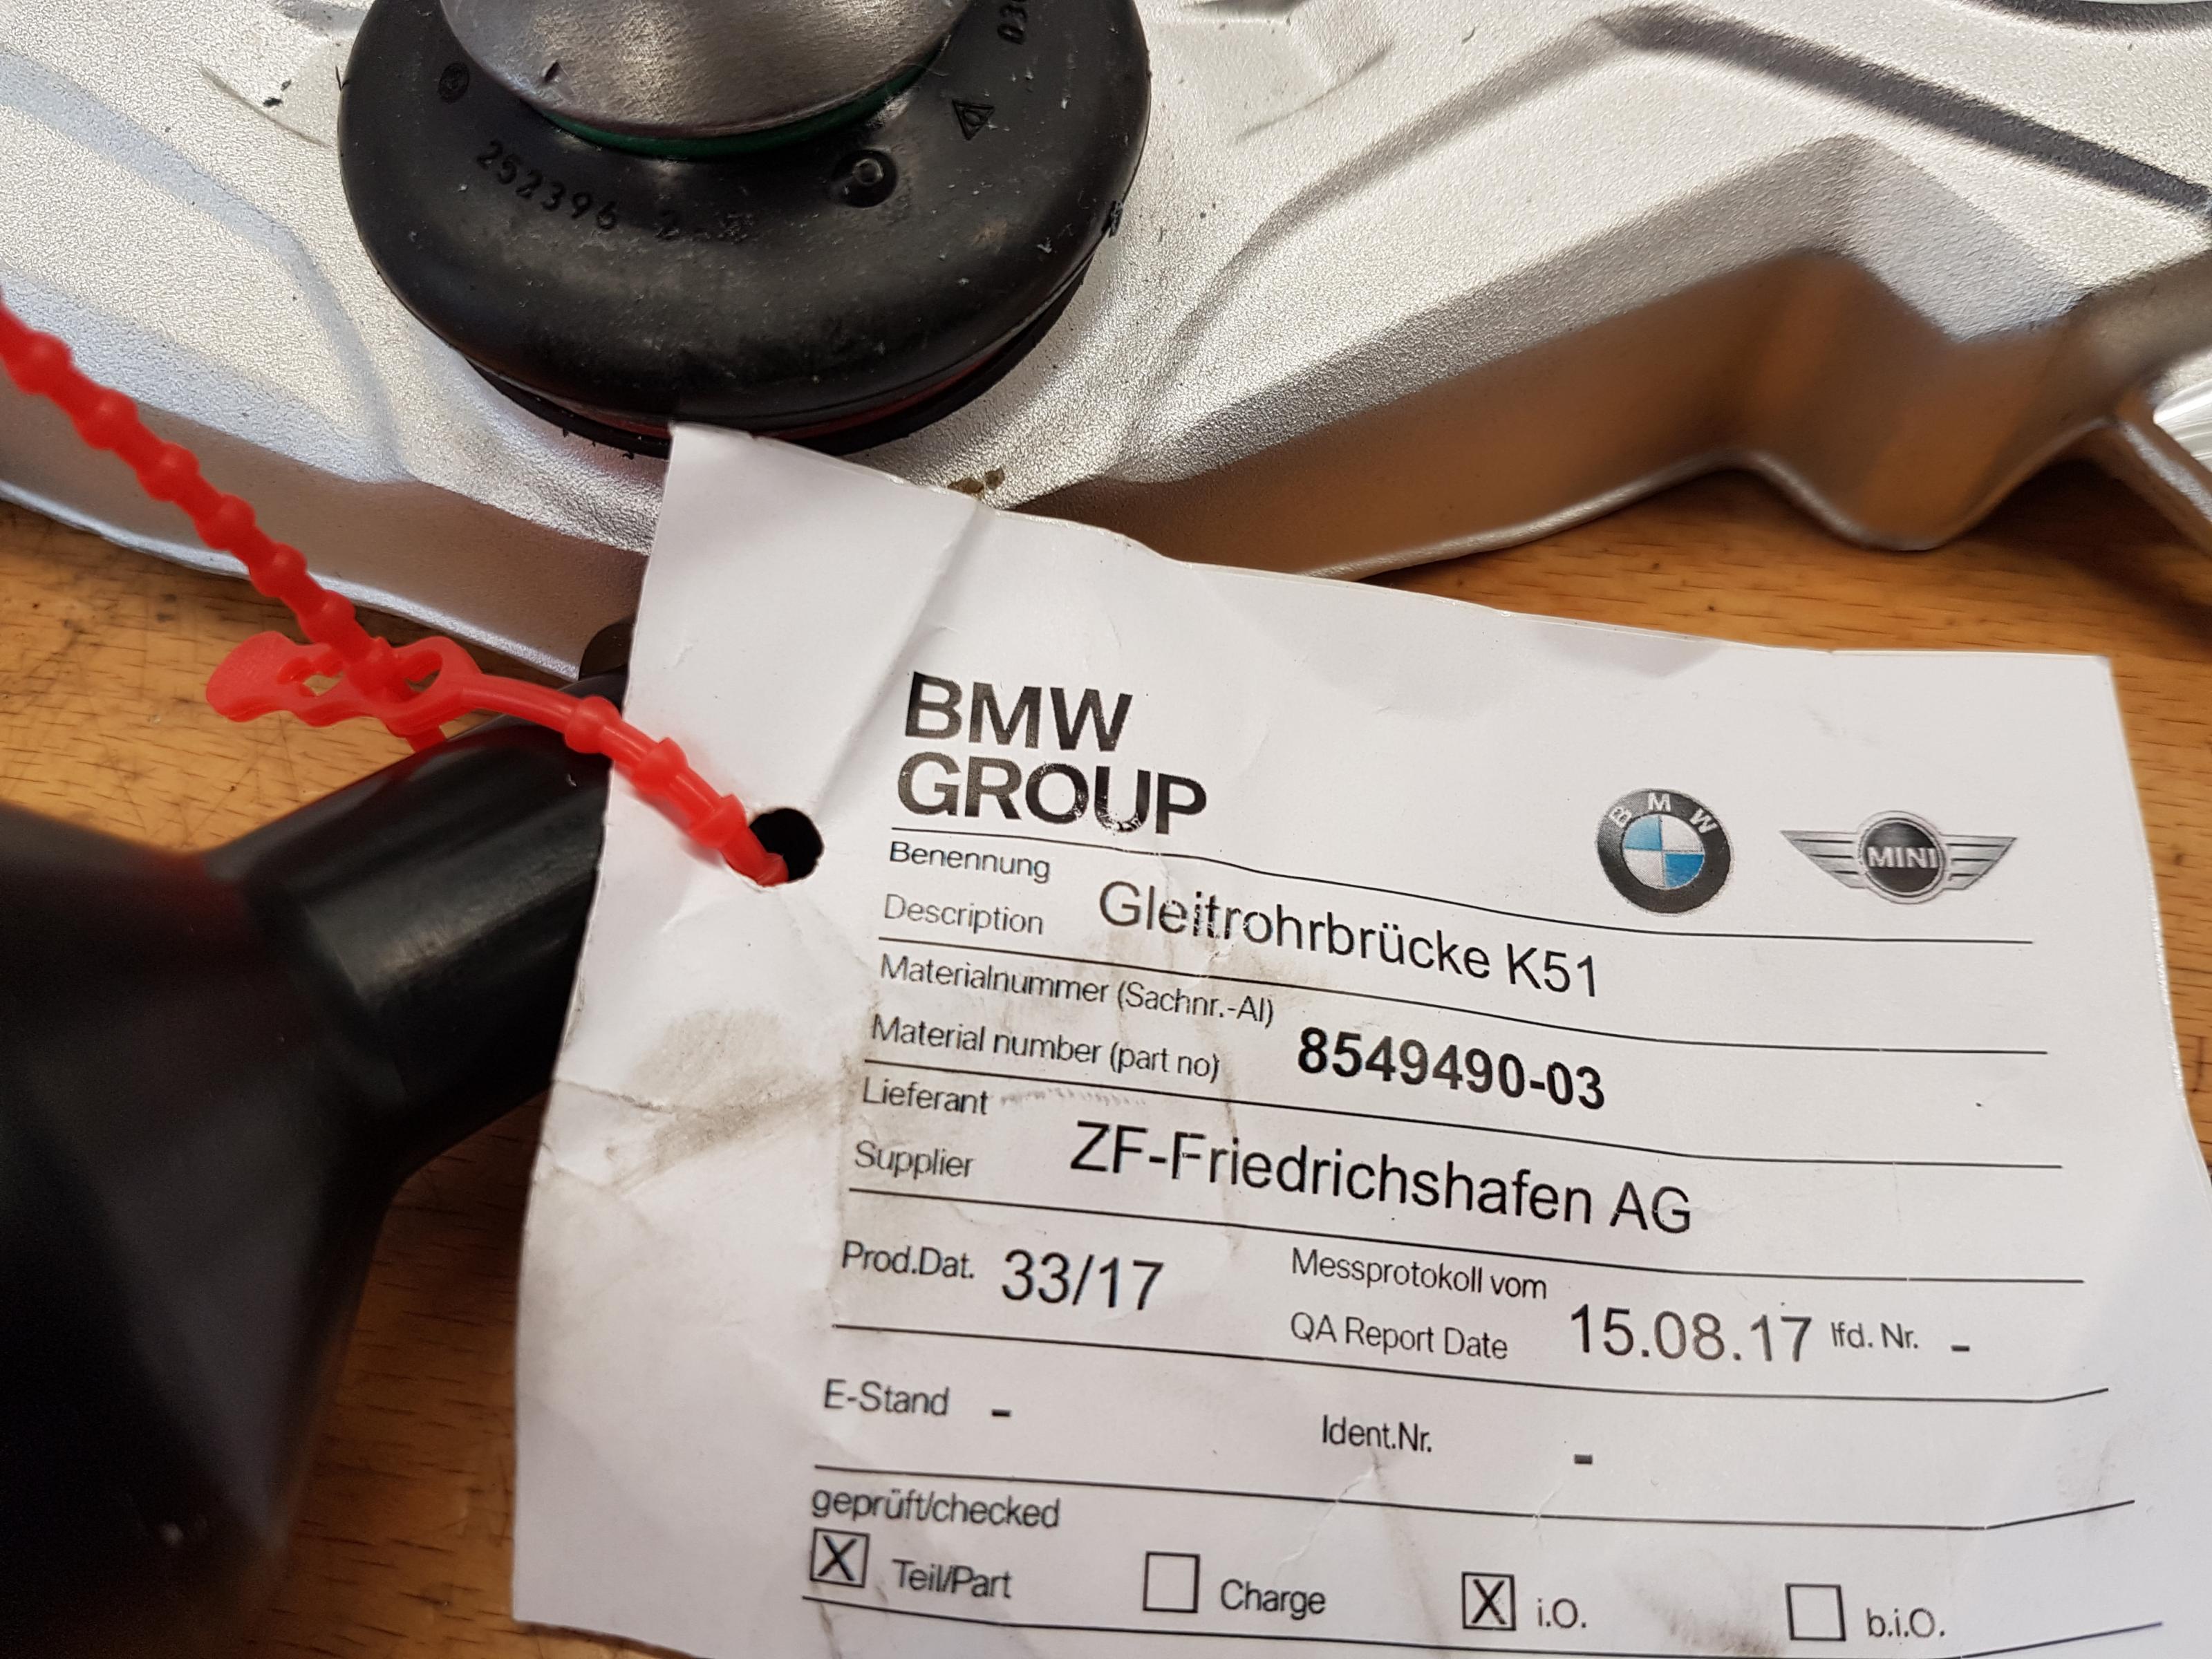 030
252396 2
BMW
GROUP
BMW
MINI
Benennung
Description Gleitrohrbrücke K51
Materialnummer (Sachnr.-AI)
Material number (part no) 8549490-03
Lieferant
Supplier ZF-Friedrichshafen AG
Prod.Dat. 33/17 Messprotokoll vom
QA Report Date 15.08.17 lfd. Nr. -
E-Stand - Ident.Nr. -
geprüft/checked
X Teil/Part Charge X i.O. b.i.O.